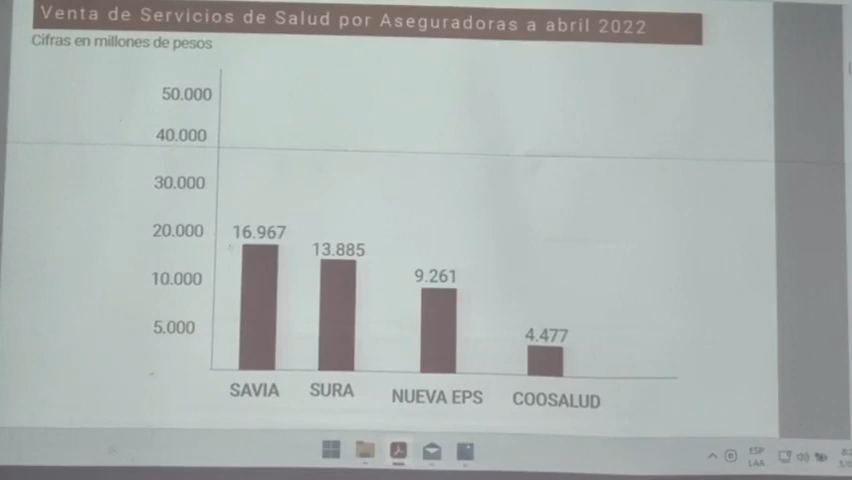 Venta de Servicios de Salud por Aseguradoras a abril 2022
Cifras en millones de pesos
50.000
40.000
30.000
20.000
10.000
5.000
16.967
13.885
9.261
4.477
SAVIA
SURA
NUEVA EPS
COOSALUD
ESP
LAA